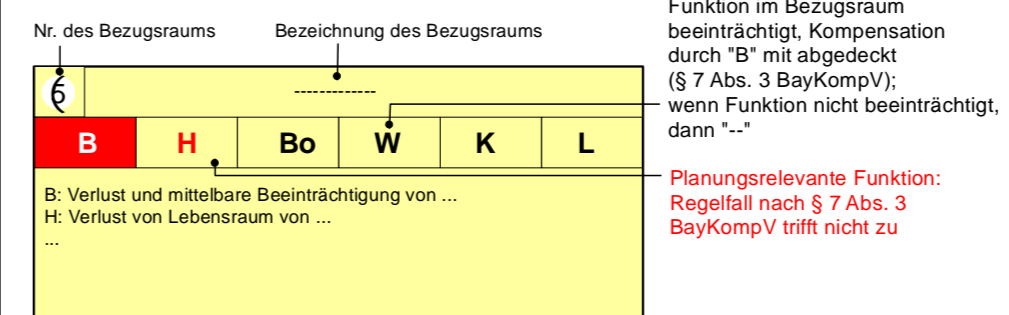 Funktion im Bezugsraum
Nr. des Bezugsraums
Bezeichnung des Bezugsraums
beeinträchtigt, Kompensation
durch "B" mit abgedeckt
(§ 7 Abs. 3 BayKompV);
wenn Funktion nicht beeinträchtigt,
dann "--"
6
-------------
B H Bo W K L
Planungsrelevante Funktion:
Regelfall nach § 7 Abs. 3
BayKompV trifft nicht zu
B: Verlust und mittelbare Beeinträchtigung von ...
H: Verlust von Lebensraum von ...
...